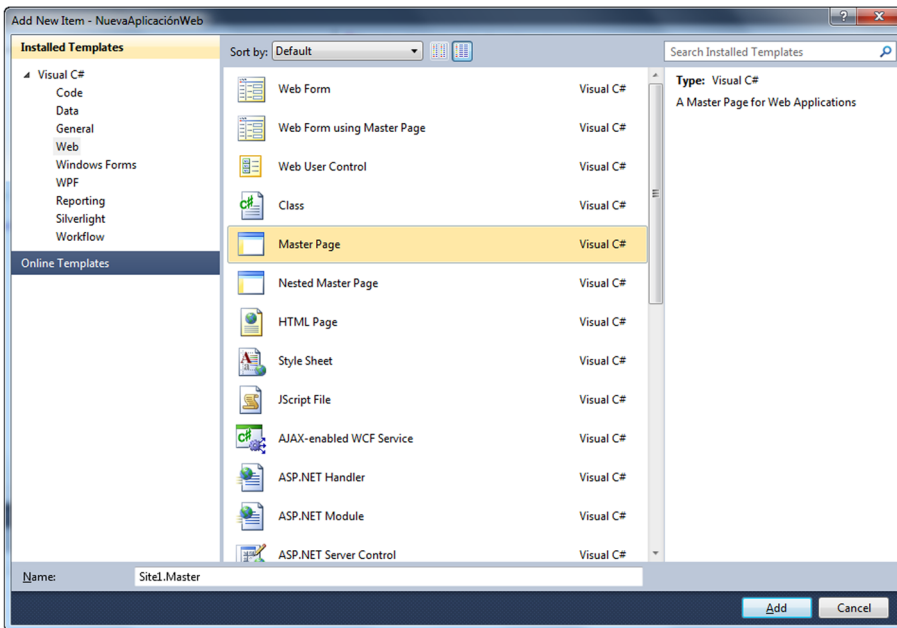 Add New Item - NuevaAplicaciónWeb
Installed Templates
Visual C#
Code
Data
General
Web
Windows Forms
WPF
Reporting
Silverlight
Workflow
Online Templates
Sort by: Default
Web Form Visual C#
Web Form using Master Page Visual C#
Web User Control Visual C#
Class Visual C#
Master Page Visual C#
Nested Master Page Visual C#
HTML Page Visual C#
Style Sheet Visual C#
JScript File Visual C#
AJAX-enabled WCF Service Visual C#
ASP.NET Handler Visual C#
ASP.NET Module Visual C#
ASP.NET Server Control Visual C#
Search Installed Templates
Type: Visual C#
A Master Page for Web Applications
Name: Site1.Master
Add Cancel